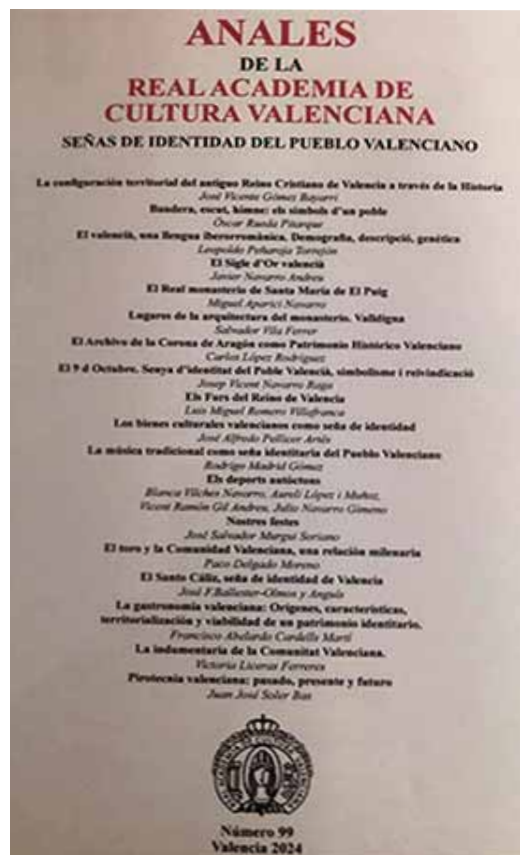 ANALES
DE LA
REAL ACADEMIA DE
CULTURA VALENCIANA
SEÑAS DE IDENTIDAD DEL PUEBLO VALENCIANO
La configuración territorial del antiguo Reino Cristiano de Valencia a través de la Historia
José Vicente Gómez Bayarri
Bandera, escut, himne: els símbols d'un poble
Óscar Rueda Pitarque
El valencià, una llengua iberorromànica. Demografia, descripció, genètica
Leopoldo Peñarroja Torrejón
El Sigle d'Or valencià
Javier Navarro Andreu
El Real monasterio de Santa María de El Puig
Miguel Aparici Navarro
Lugares de la arquitectura del monasterio. Valldigna
Salvador Vila Ferrer
El Archivo de la Corona de Aragón como Patrimonio Histórico Valenciano
Carlos López Rodríguez
El 9 d Octubre. Senya d'identitat del Poble Valencià, simbolisme i reivindicació
Josep Vicent Navarro Raga
Els Furs del Reino de Valencia
Luis Miguel Romero Villafranca
Los bienes culturales valencianos como seña de identidad
José Alfredo Pellicer Arlés
La música tradicional como seña identitaria del Pueblo Valenciano
Rodrigo Madrid Gómez
Els deports autòctons
Blanca Vilches Navarro, Aureli López i Muñoz,
Vicent Ramón Gil Andreu, Julio Navarro Gimeno
Nostres festes
José Salvador Murgui Soriano
El toro y la Comunidad Valenciana, una relación milenaria
Paco Delgado Moreno
El Santo Cáliz, seña de identidad de Valencia
José F.Ballester-Olmos y Anguís
La gastronomía valenciana: Orígenes, características,
territorialización y viabilidad de un patrimonio identitario.
Francisco Abelardo Cardells Martí
La indumentaria de la Comunitat Valenciana.
Victoria Liceras Ferreres
Pirotecnia valenciana: pasado, presente y futuro
Juan José Soler Bas
Número 99
Valencia 2024